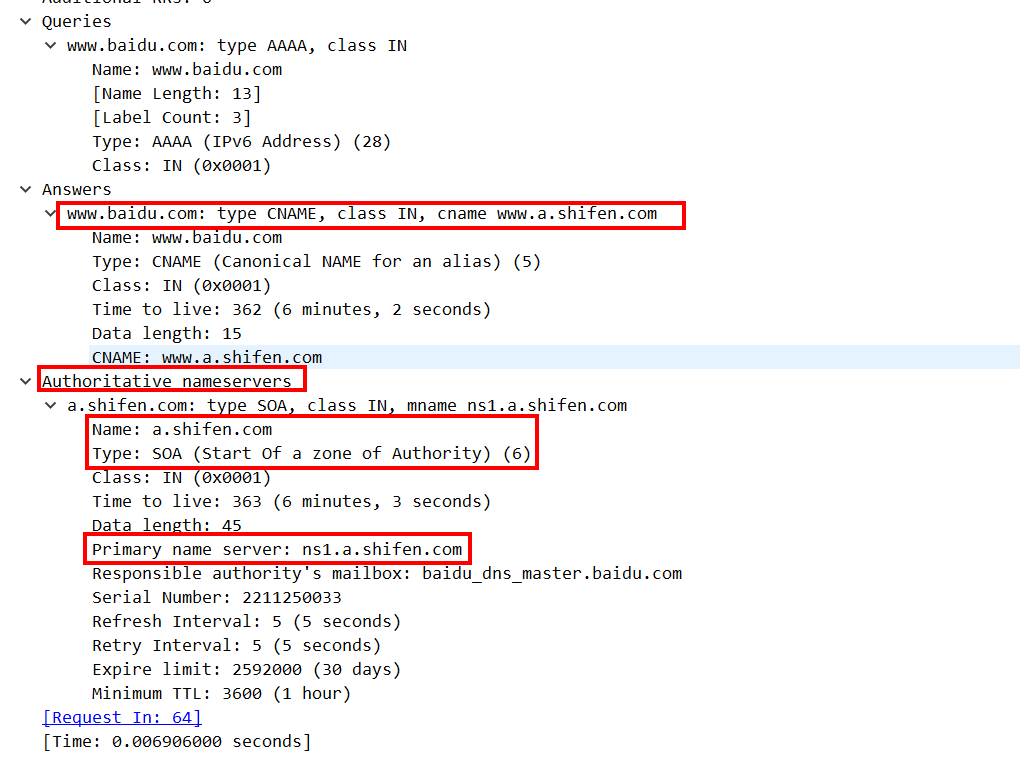 Additional RRs: 0
Queries
www.baidu.com: type AAAA, class IN
Name: www.baidu.com
[Name Length: 13]
[Label Count: 3]
Type: AAAA (IPv6 Address) (28)
Class: IN (0x0001)
Answers
www.baidu.com: type CNAME, class IN, cname www.a.shifen.com
Name: www.baidu.com
Type: CNAME (Canonical NAME for an alias) (5)
Class: IN (0x0001)
Time to live: 362 (6 minutes, 2 seconds)
Data length: 15
CNAME: www.a.shifen.com
Authoritative nameservers
a.shifen.com: type SOA, class IN, mname ns1.a.shifen.com
Name: a.shifen.com
Type: SOA (Start Of a zone of Authority) (6)
Class: IN (0x0001)
Time to live: 363 (6 minutes, 3 seconds)
Data length: 45
Primary name server: ns1.a.shifen.com
Responsible authority's mailbox: baidu_dns_master.baidu.com
Serial Number: 2211250033
Refresh Interval: 5 (5 seconds)
Retry Interval: 5 (5 seconds)
Expire limit: 2592000 (30 days)
Minimum TTL: 3600 (1 hour)
[Request In: 64]
[Time: 0.006906000 seconds]